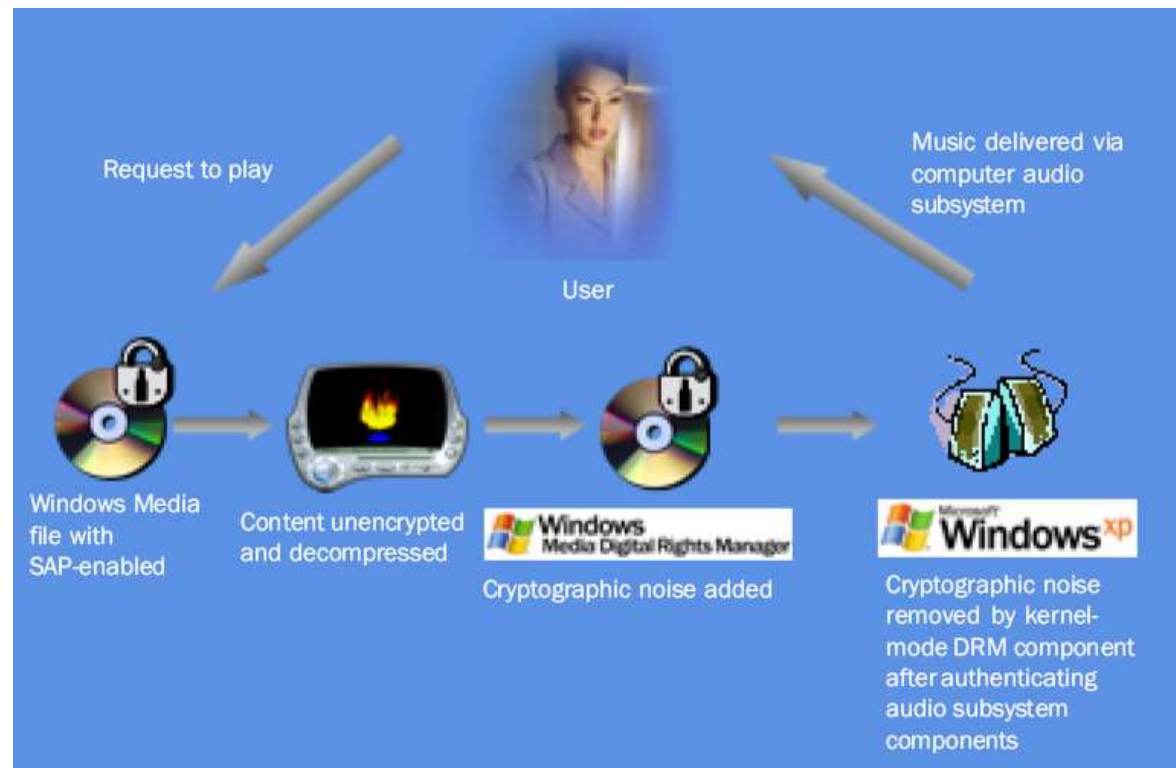 Request to play
Music delivered via
computer audio
subsystem
User
Windows Media
file with
SAP-enabled
Content unencrypted
and decompressed
Windows
Media Digital Rights Manager
Cryptographic noise added
Microsoft
Windows xp
Cryptographic noise
removed by kernel-
mode DRM component
after authenticating
audio subsystem
components